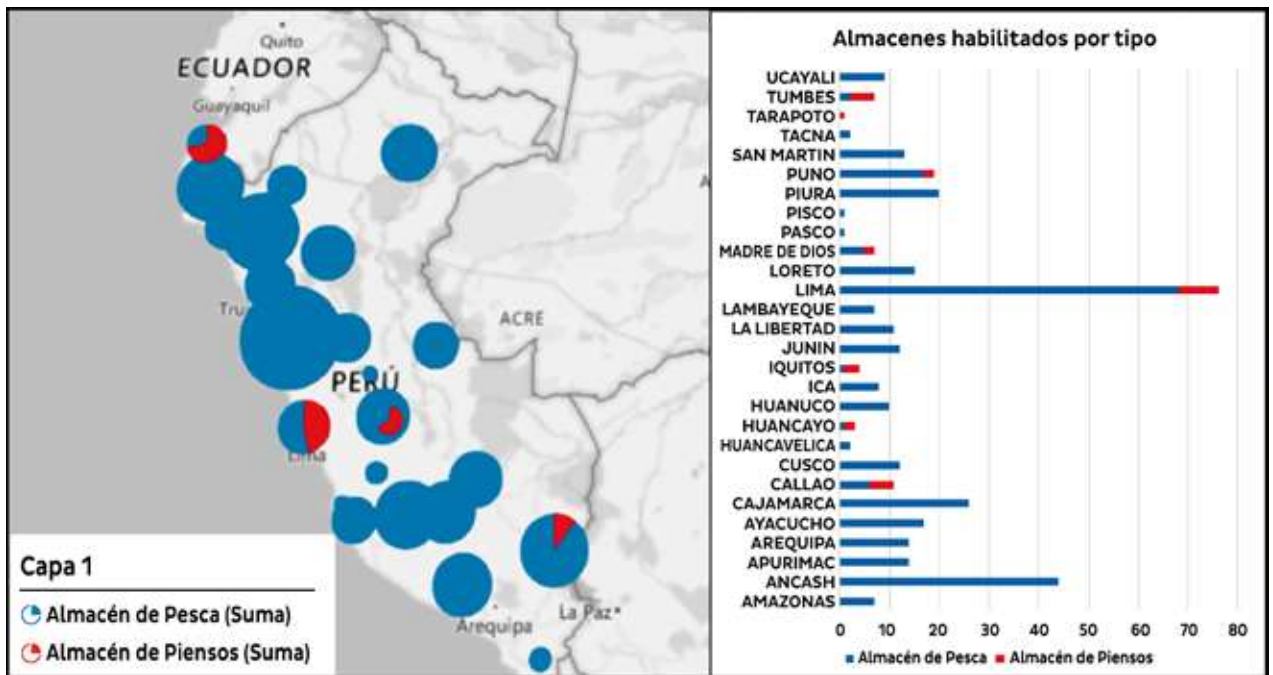 Quito
ECUADOR
Guayaquil
Tru
ACRE
PERÚ
Lima
La Paz
Arequipa
Capa 1
Almacén de Pesca (Suma)
Almacén de Piensos (Suma)
Almacenes habilitados por tipo
UCAYALI
TUMBES
TARAPOTO
TACNA
SAN MARTIN
PUNO
PIURA
PISCO
PASCO
MADRE DE DIOS
LORETO
LIMA
LAMBAYEQUE
LA LIBERTAD
JUNIN
IQUITOS
ICA
HUANUCO
HUANCAYO
HUANCAVELICA
CUSCO
CALLAO
CAJAMARCA
AYACUCHO
AREQUIPA
APURIMAC
ANCASH
AMAZONAS
0 10 20 30 40 50 60 70 80
Almacén de Pesca Almacén de Piensos